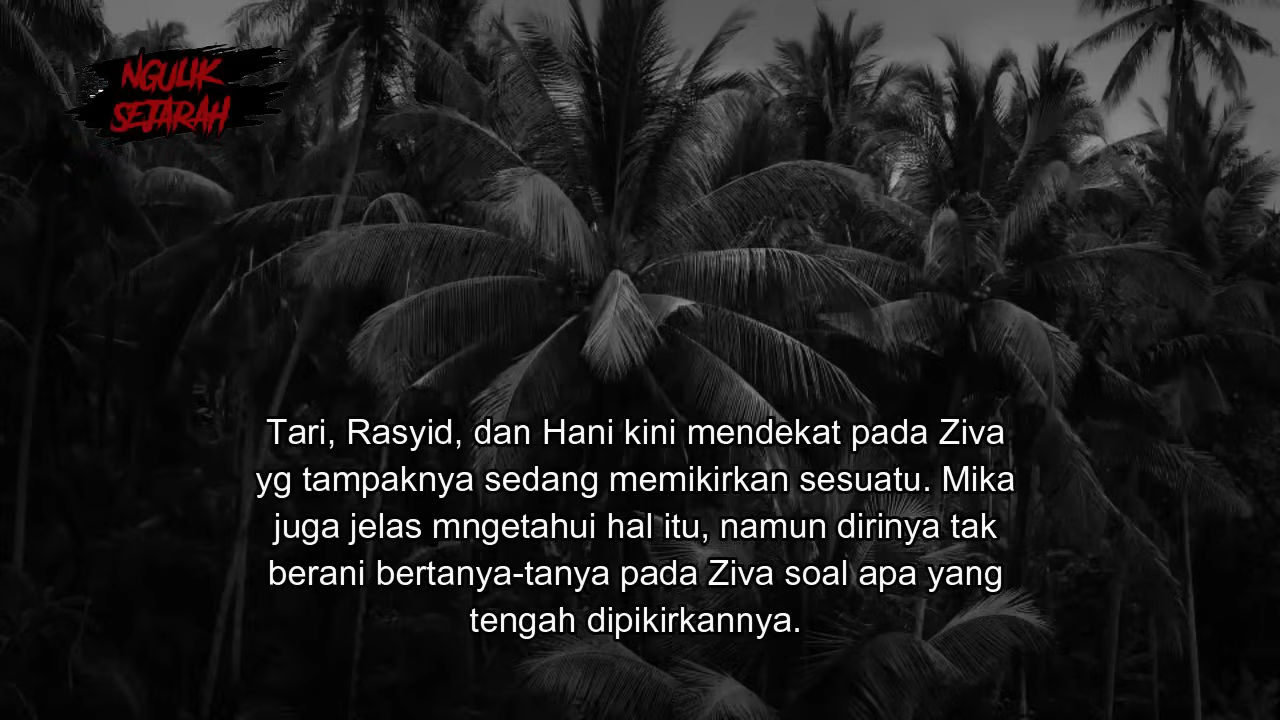 NGULIK
SEJARAH
Tari, Rasyid, dan Hani kini mendekat pada Ziva
yg tampaknya sedang memikirkan sesuatu. Mika
juga jelas mngetahui hal itu, namun dirinya tak
berani bertanya-tanya pada Ziva soal apa yang
tengah dipikirkannya.